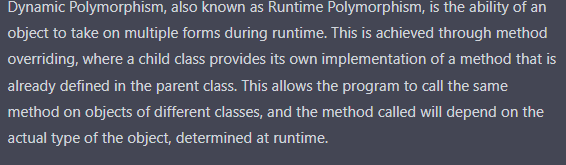 Dynamic Polymorphism, also known as Runtime Polymorphism, is the ability of an
object to take on multiple forms during runtime. This is achieved through method
overriding, where a child class provides its own implementation of a method that is
already defined in the parent class. This allows the program to call the same
method on objects of different classes, and the method called will depend on the
actual type of the object, determined at runtime.